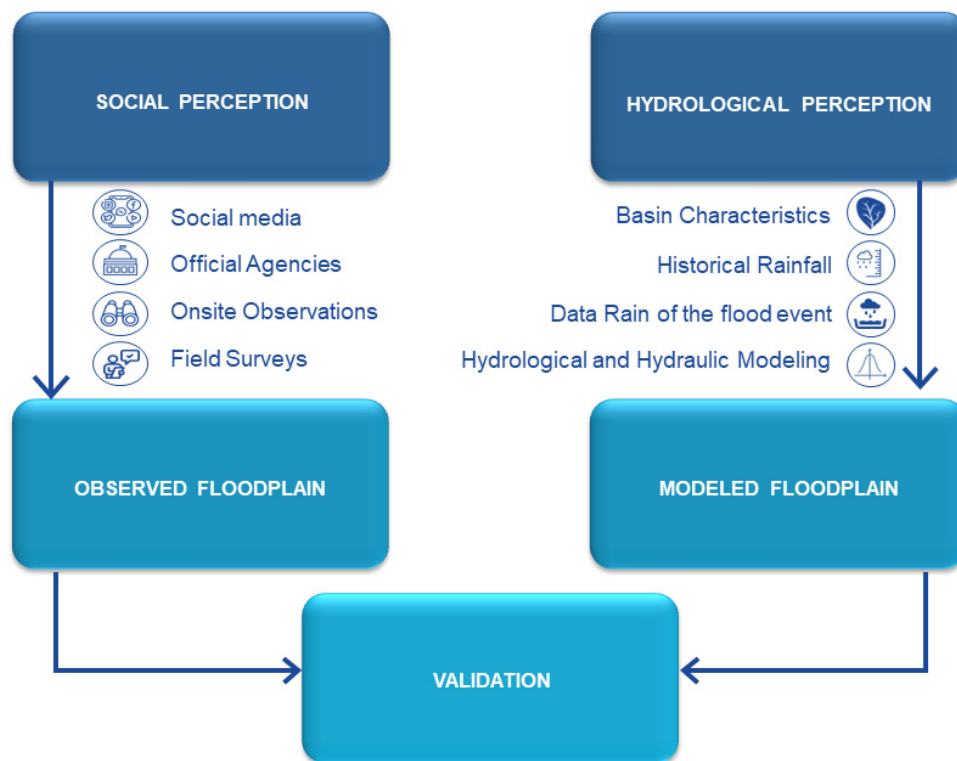 SOCIAL PERCEPTION
HYDROLOGICAL PERCEPTION
Social media
Official Agencies
Onsite Observations
Field Surveys
Basin Characteristics
Historical Rainfall
Data Rain of the flood event
Hydrological and Hydraulic Modeling
OBSERVED FLOODPLAIN
MODELED FLOODPLAIN
VALIDATION